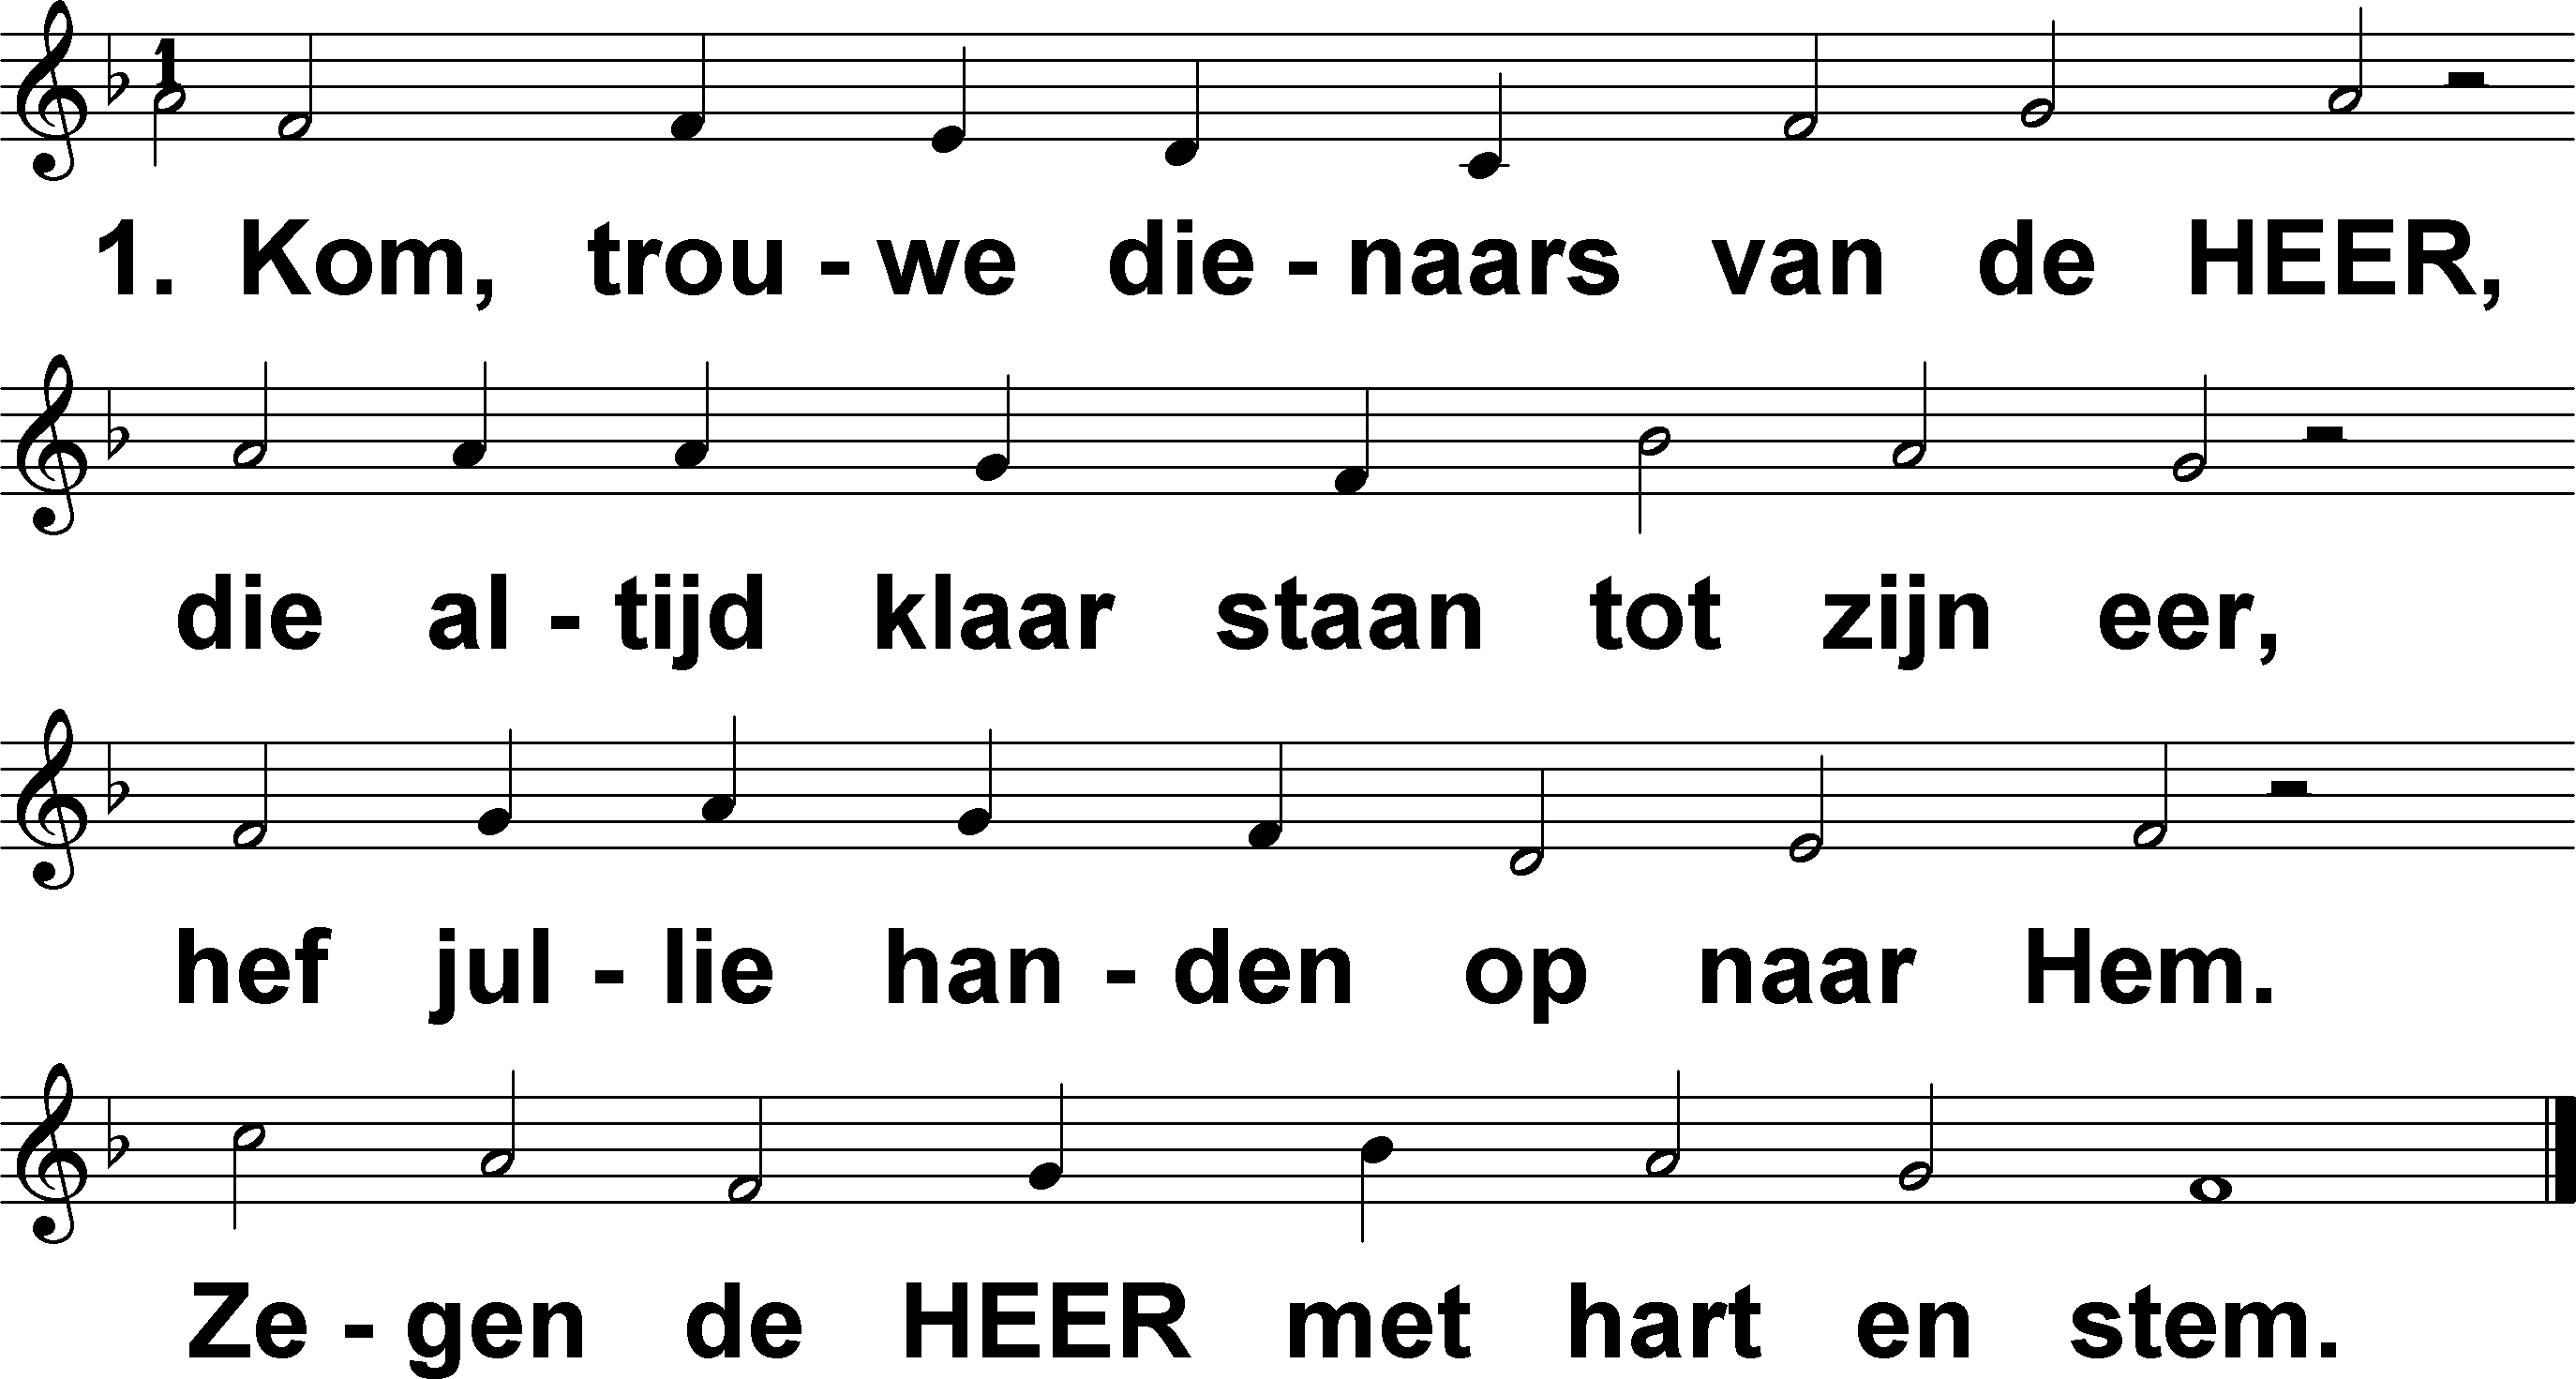 1
1. Kom, trou - we die - naars van de HEER,
die al - tijd klaar staan tot zijn eer,
hef jul - lie han - den op naar Hem.
Ze - gen de HEER met hart en stem.